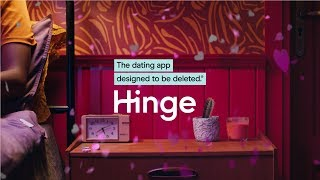 The dating app
designed to be deleted.®
Hinge